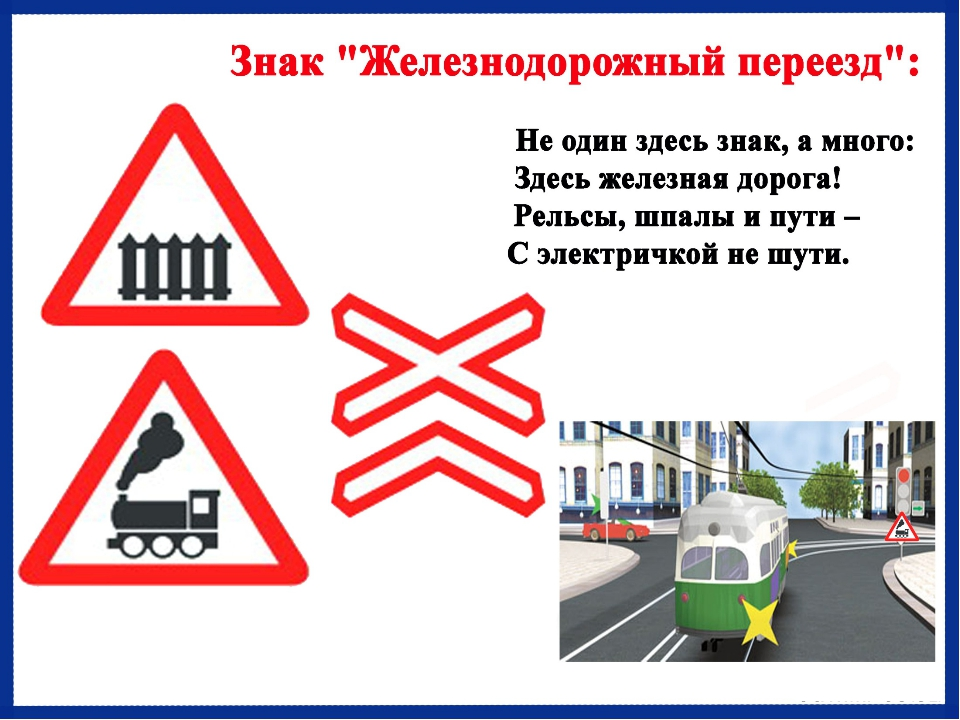 Знак "Железнодорожный переезд":
Не один здесь знак, а много:
Здесь железная дорога!
Рельсы, шпалы и пути –
С электричкой не шути.